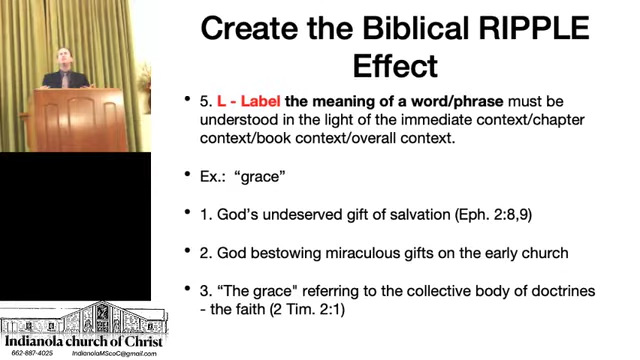 Create the Biblical RIPPLE
Effect
• 5. L - Label the meaning of a word/phrase must be
understood in the light of the immediate context/chapter
context/book context/overall context.
• Ex.: “grace”
• 1. God’s undeserved gift of salvation (Eph. 2:8,9)
• 2. God bestowing miraculous gifts on the early church
• 3. “The grace" referring to the collective body of doctrines
- the faith (2 Tim. 2:1)
Indianola church of Christ
662-887-4025 IndianolaMScoC@gmail.com